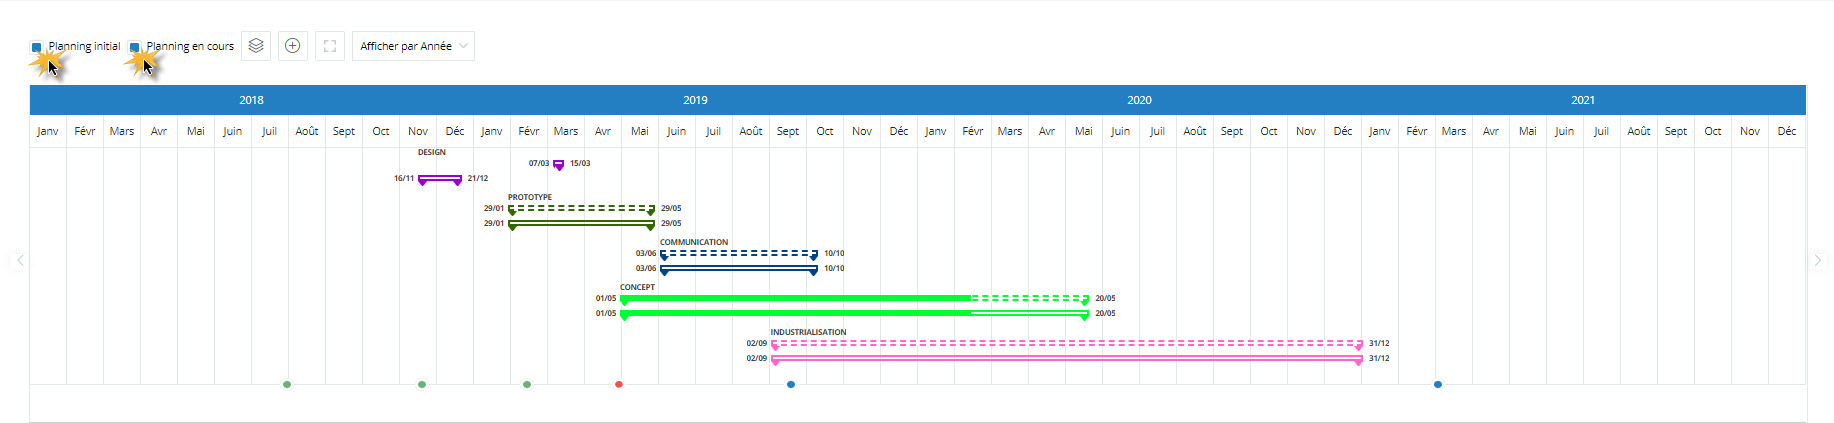 Planning initial Planning en cours Afficher par Année
2018 2019 2020 2021
Janv Févr Mars Avr Mai Juin Juil Août Sept Oct Nov Déc Janv Févr Mars Avr Mai Juin Juil Août Sept Oct Nov Déc Janv Févr Mars Avr Mai Juin Juil Août Sept Oct Nov Déc Janv Févr Mars Avr Mai Juin Juil Août Sept Oct Nov Déc
DESIGN
07/03 15/03
16/11 21/12
PROTOTYPE
29/01 29/05
29/01 29/05
COMMUNICATION
03/06 10/10
03/06 10/10
CONCEPT
01/05 20/05
01/05 20/05
INDUSTRIALISATION
02/09 31/12
02/09 31/12